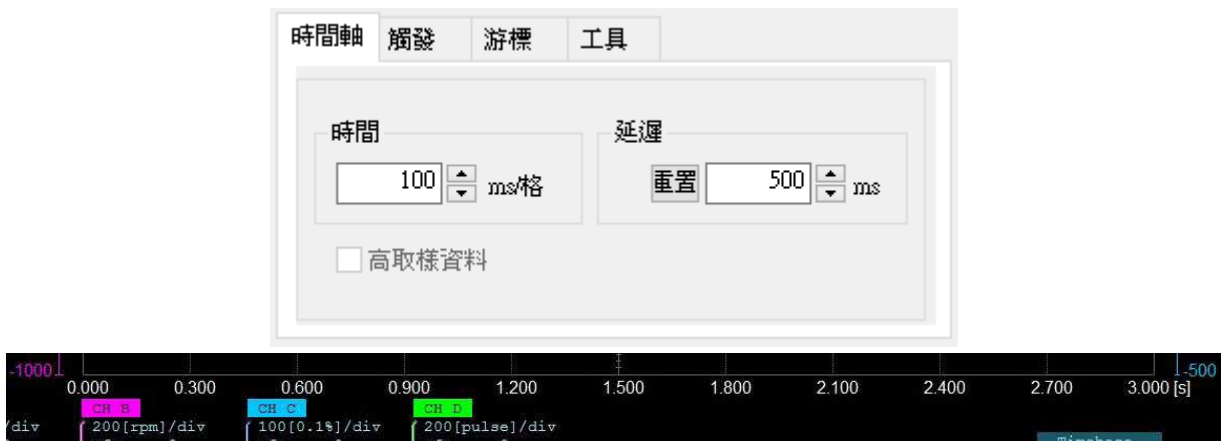 時間軸 觸發 游標 工具
時間 延遲
100 ms/格 重置 500 ms
高取樣資料
-1000 -500
0.000 0.300 0.600 0.900 1.200 1.500 1.800 2.100 2.400 2.700 3.000 [s]
CH B CH C CH D
/div 200[rpm]/div 100[0.1%]/div 200[pulse]/div
Timebase